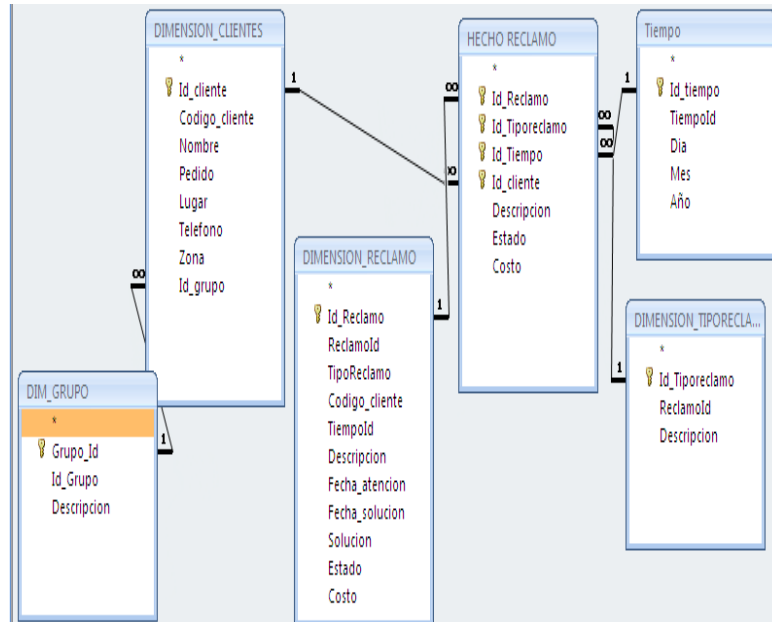 DIMENSION_CLIENTES
*
Id_cliente
Codigo_cliente
Nombre
Pedido
Lugar
Telefono
Zona
Id_grupo
1
∞
HECHO RECLAMO
*
Id_Reclamo
Id_Tiporeclamo
Id_Tiempo
Id_cliente
Descripcion
Estado
Costo
∞
∞
∞
∞
Tiempo
*
Id_tiempo
TiempoId
Dia
Mes
Año
1
DIMENSION_RECLAMO
*
Id_Reclamo
ReclamoId
TipoReclamo
Codigo_cliente
TiempoId
Descripcion
Fecha_atencion
Fecha_solucion
Solucion
Estado
Costo
1
DIMENSION_TIPORECLA...
*
Id_Tiporeclamo
ReclamoId
Descripcion
1
DIM_GRUPO
*
Grupo_Id
Id_Grupo
Descripcion
1